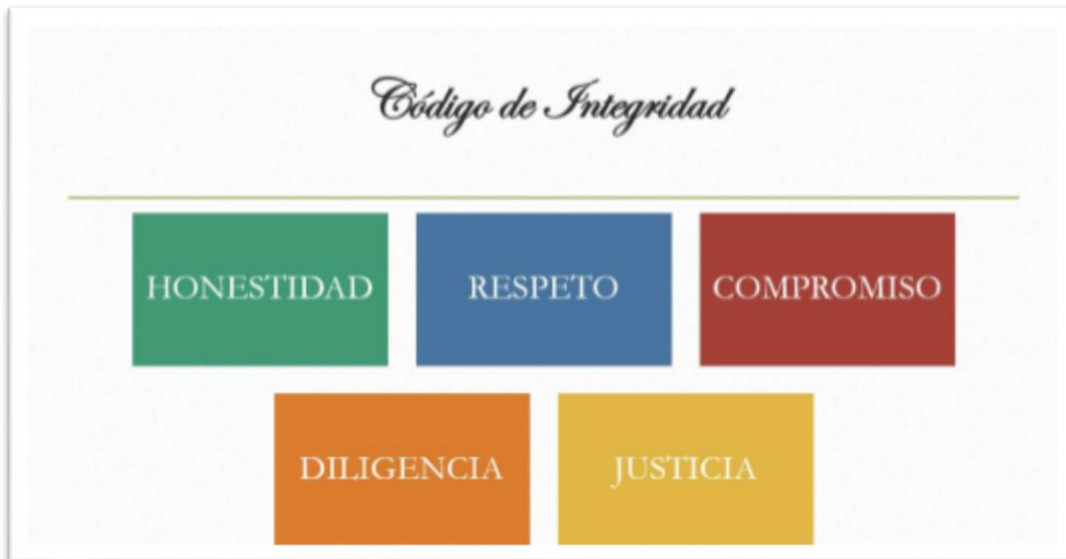 Código de Integridad
HONESTIDAD
RESPETO
COMPROMISO
DILIGENCIA
JUSTICIA